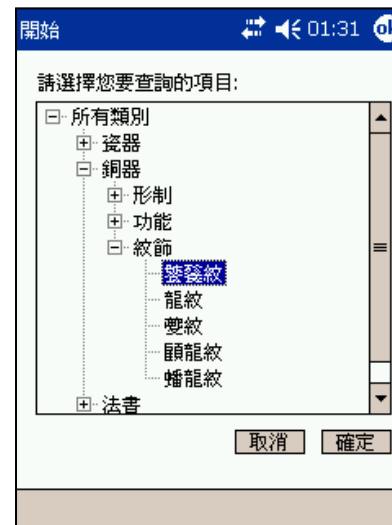 開始 01:31 ok
請選擇您要查詢的項目:
所有類別
瓷器
銅器
形制
功能
紋飾
饕餮紋
龍紋
夔紋
顧龍紋
蟠龍紋
法書
取消 確定